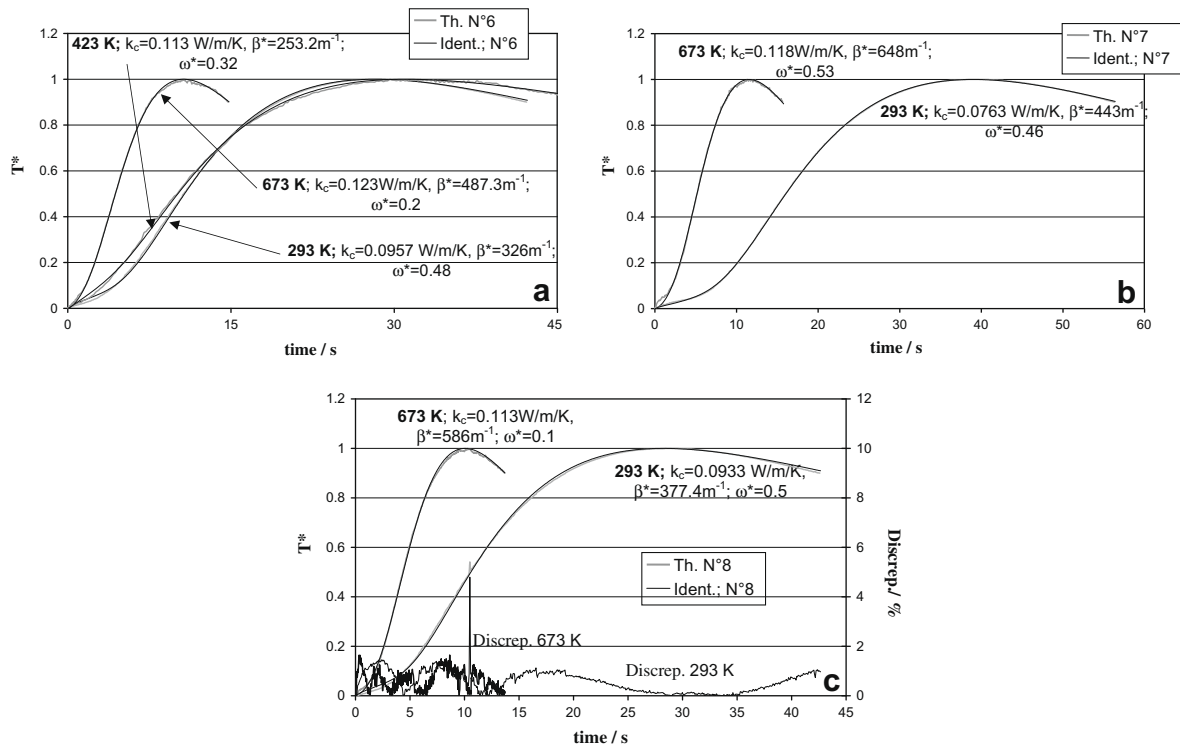 Th. N°6
Ident.; N°6
423 K; kc=0.113 W/m/K, β*=253.2m-1;
ω*=0.32
673 K; kc=0.123W/m/K, β*=487.3m-1;
ω*=0.2
293 K; kc=0.0957 W/m/K, β*=326m-1;
ω*=0.48
1.2
1
0.8
0.6
0.4
0.2
0
T*
0 15 30 45
time / s
a
Th. N°7
Ident.; N°7
673 K; kc=0.118W/m/K, β*=648m-1;
ω*=0.53
293 K; kc=0.0763 W/m/K, β*=443m-1;
ω*=0.46
1.2
1
0.8
0.6
0.4
0.2
0
T*
0 10 20 30 40 50 60
time / s
b
673 K; kc=0.113W/m/K,
β*=586m-1; ω*=0.1
293 K; kc=0.0933 W/m/K,
β*=377.4m-1; ω*=0.5
Th. N°8
Ident.; N°8
Discrep. 673 K
Discrep. 293 K
1.2
1
0.8
0.6
0.4
0.2
0
T*
12
10
8
6
4
2
0
Discrep./ %
0 5 10 15 20 25 30 35 40 45
time / s
c